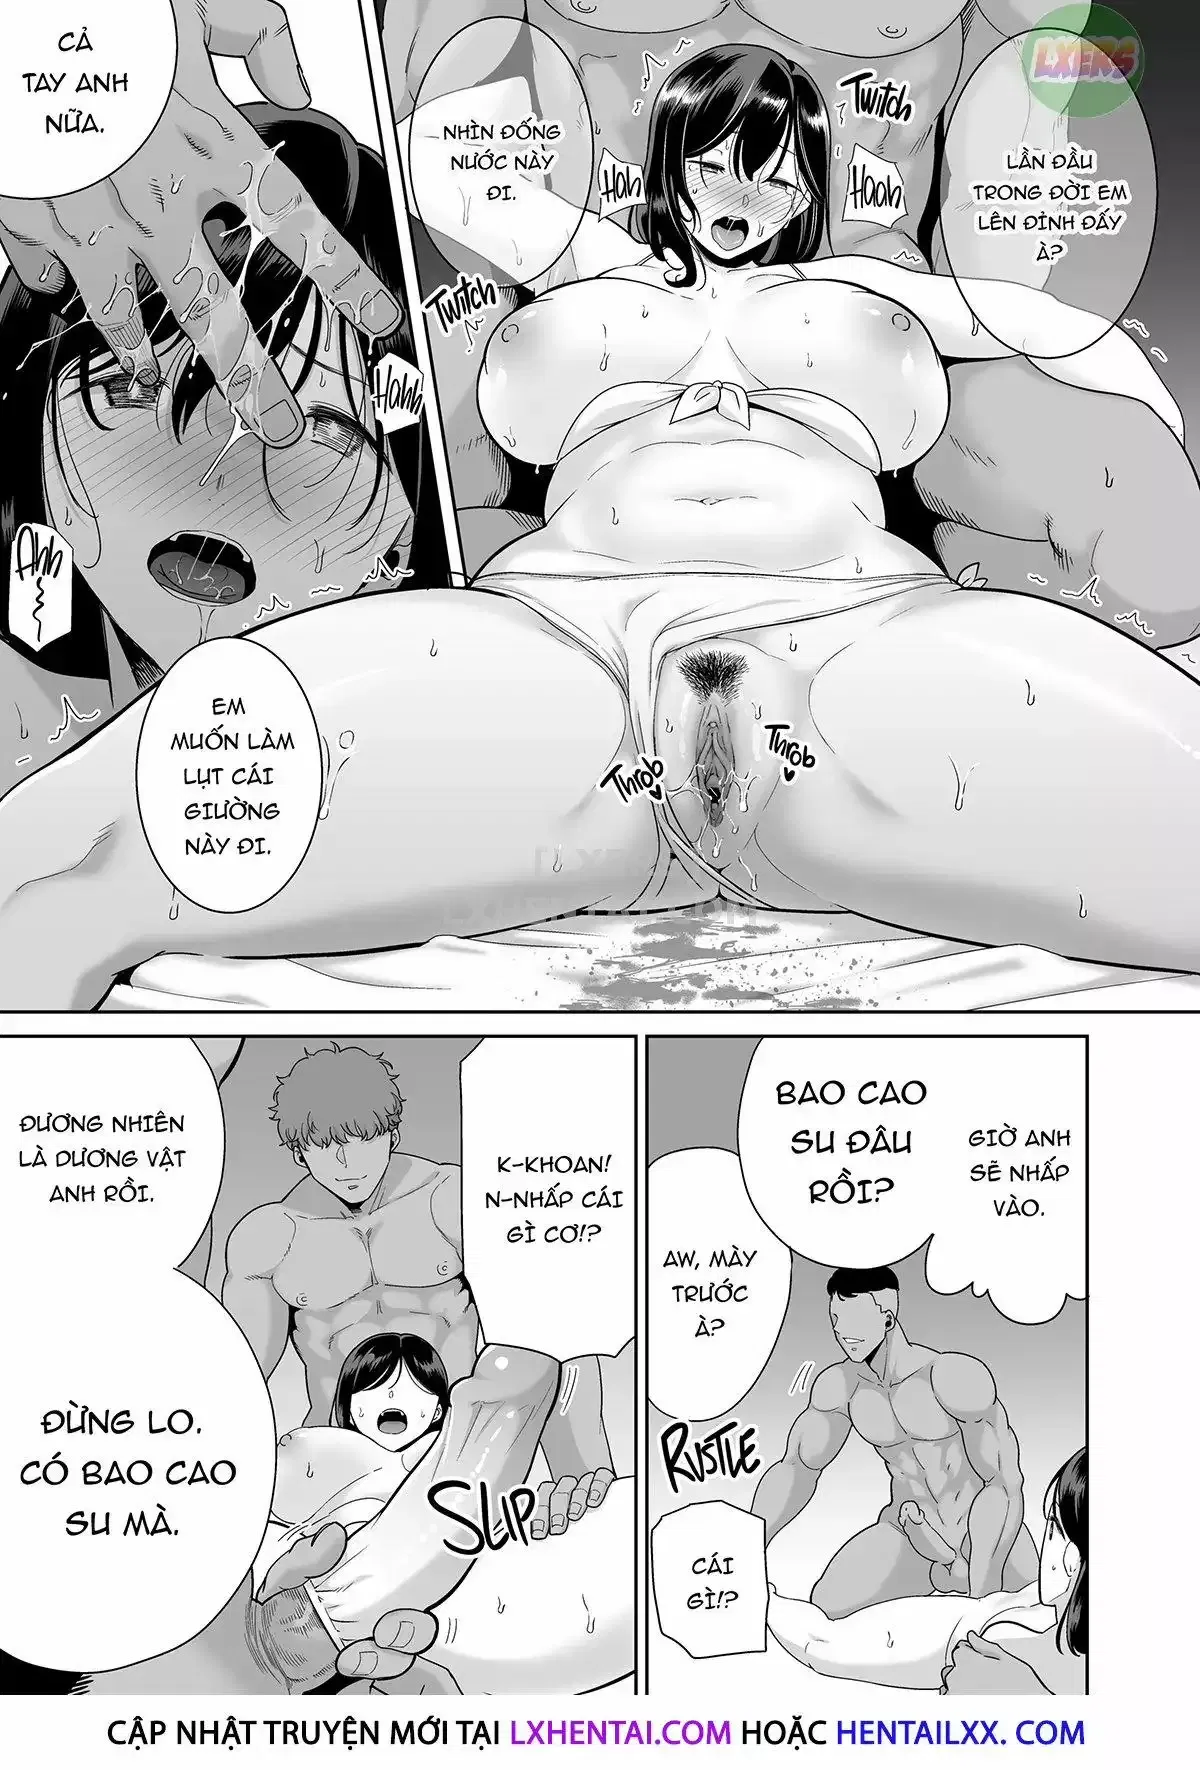 LẦN ĐẦU
TRONG ĐỜI EM
LÊN ĐỈNH ĐẤY
À?
LXERS
Twitch
Haah
Hah
NHÌN ĐỐNG
NƯỚC NÀY
ĐI.
Twitch
CẢ
TAY ANH
NỮA.
Hahh
Ahh
EM
MUỐN LÀM
LỤT CÁI
GIƯỜNG
NÀY ĐI.
Throb
Throb
[LXERS]
LXHENTAI.COM
GIỜ ANH
SẼ NHẤP
VÀO.
BAO CAO
SU ĐÂU
RỒI?
AW, MÀY
TRƯỚC
À?
RUSTLE
CÁI
GÌ!?
K-KHOAN!
N-NHẤP CÁI
GÌ CƠ!?
ĐƯƠNG NHIÊN
LÀ DƯƠNG VẬT
ANH RỒI.
ĐỪNG LO.
CÓ BAO CAO
SU MÀ.
SLIP
CẬP NHẬT TRUYỆN MỚI TẠI LXHENTAI.COM HOẶC HENTAILXX. COM